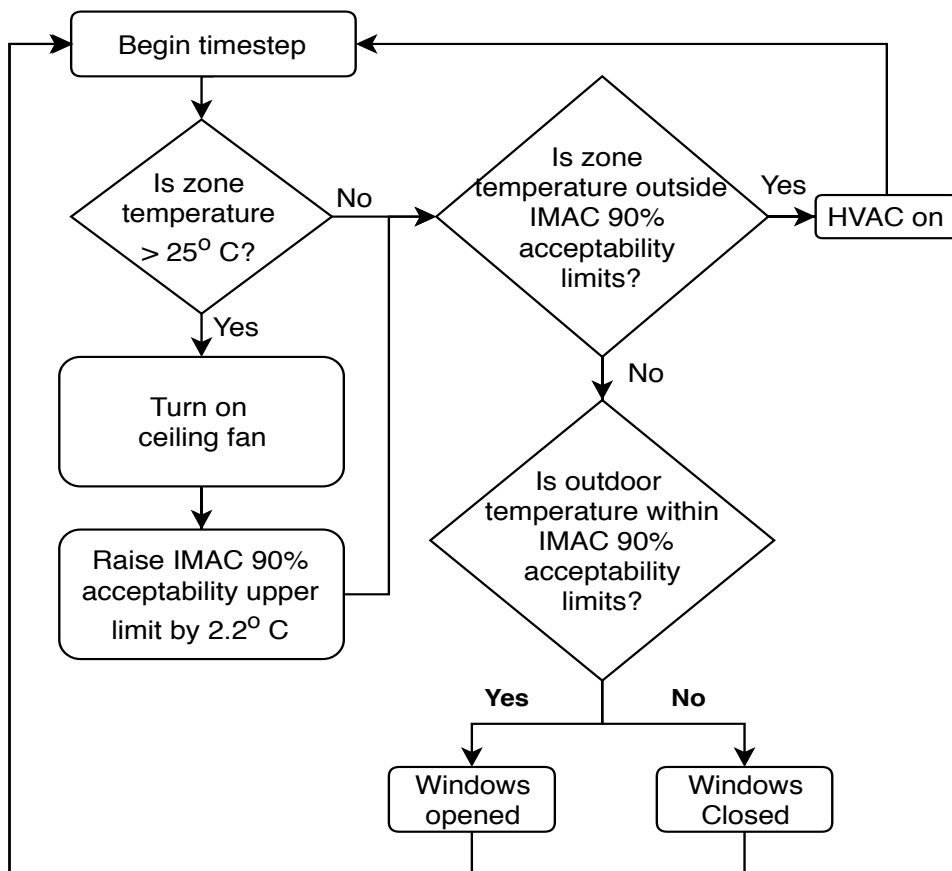 Begin timestep
Is zone
temperature
> 25° C?
No
Yes
Turn on
ceiling fan
Raise IMAC 90%
acceptability upper
limit by 2.2° C
Is zone
temperature outside
IMAC 90%
acceptability
limits?
Yes
HVAC on
No
Is outdoor
temperature within
IMAC 90%
acceptability
limits?
Yes
No
Windows
opened
Windows
Closed